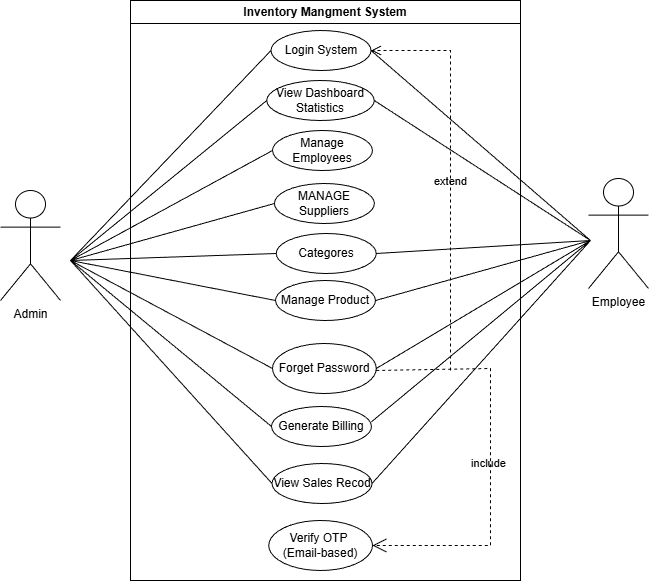 Inventory Mangment System
Login System
View Dashboard
Statistics
Manage
Employees
extend
MANAGE
Suppliers
Categores
Admin
Employee
Manage Product
Forget Password
Generate Billing
include
View Sales Recod
Verify OTP
(Email-based)